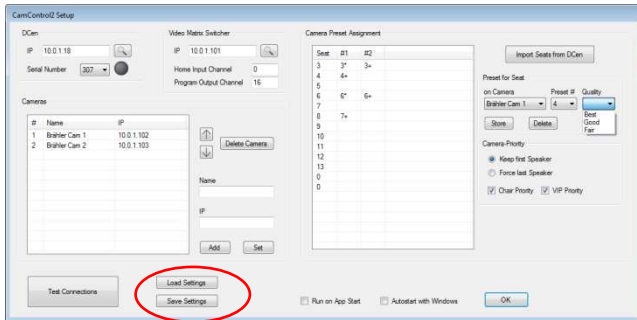 CamControl2 Setup
DCen
IP 10.0.1.18
Serial Number 307
Video Matrix Switcher
IP 10.0.1.101
Home Input Channel 0
Program Output Channel 16
Cameras
# Name IP
1 Brähler Cam 1 10.0.1.102
2 Brähler Cam 2 10.0.1.103
Delete Camera
Name
IP
Add Set
Camera Preset Assignment
Seat #1 #2
3 3* 3+
4 4+
5
6 6* 6+
7
8 7+
9
10
11
12
13
0
0
Import Seats from DCen
Preset for Seat
on Camera Preset # Quality
Brähler Cam 1 4
Best
Good
Fair
Store Delete
Camera-Priority
Keep first Speaker
Force last Speaker
Chair Priority VIP Priority
Test Connections
Load Settings
Save Settings
Run on App Start Autostart with Windows OK